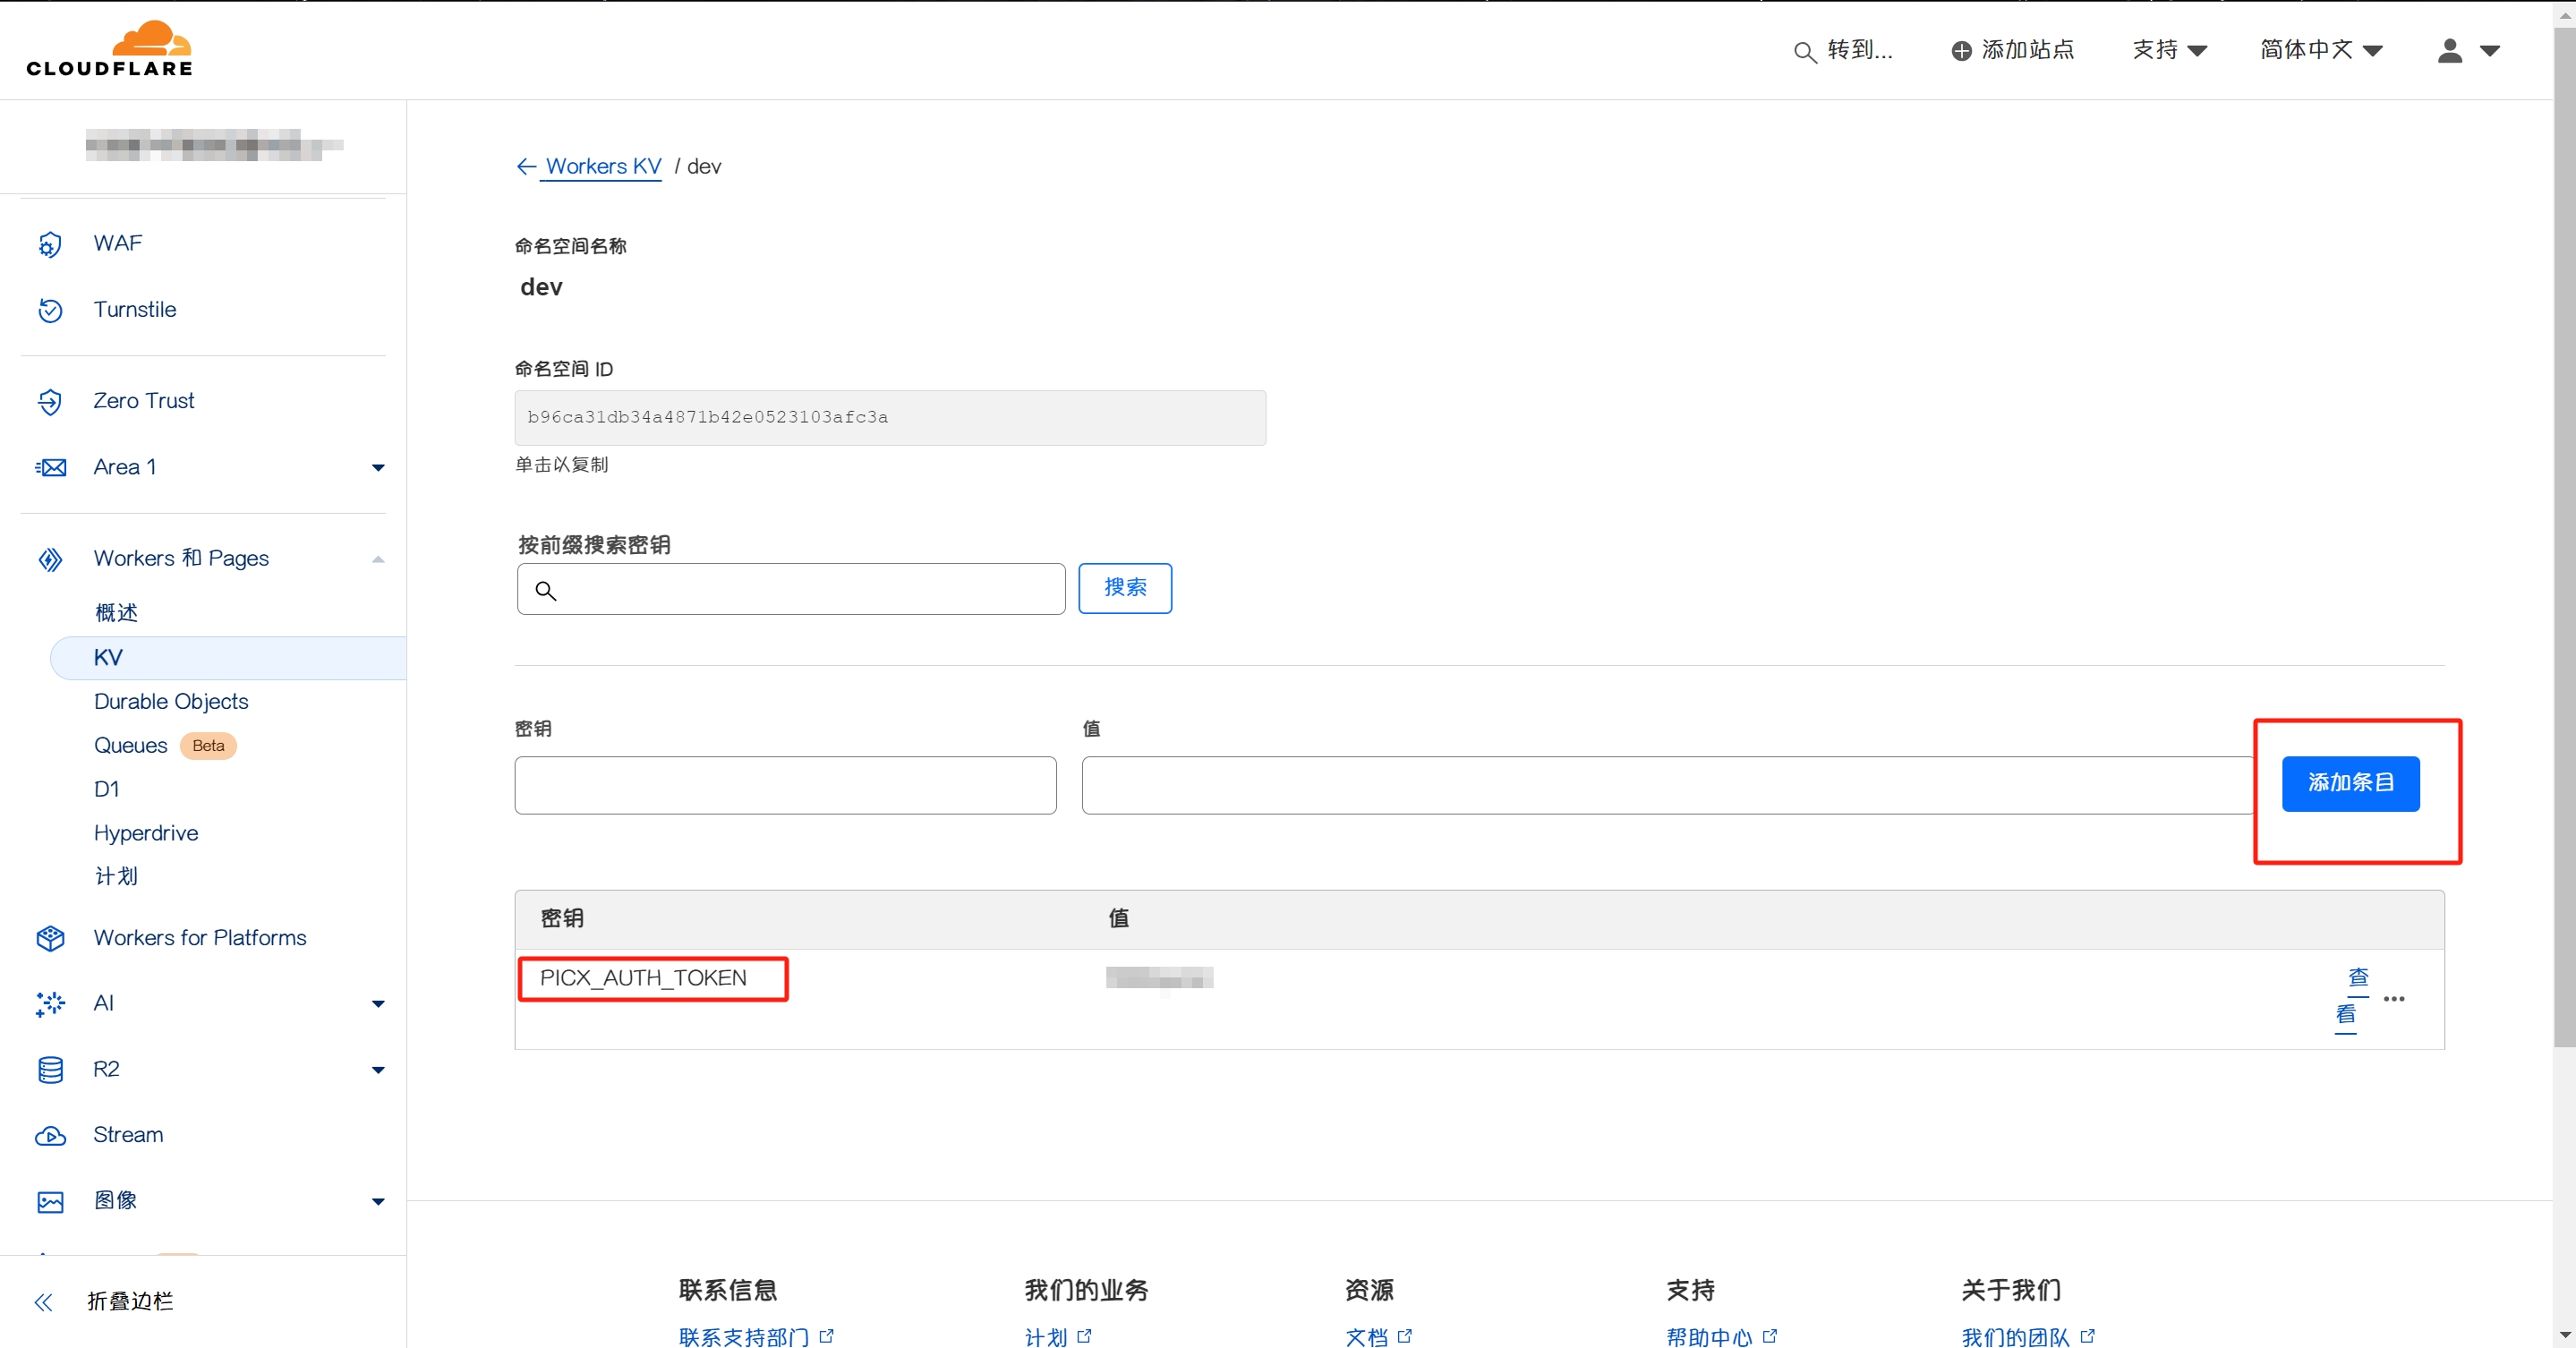 CLOUDFLARE
转到...
添加站点
支持
简体中文
WAF
Turnstile
Zero Trust
Area 1
Workers 和 Pages
概述
KV
Durable Objects
Queues Beta
D1
Hyperdrive
计划
Workers for Platforms
AI
R2
Stream
图像
折叠边栏
Workers KV / dev
命名空间名称
dev
命名空间 ID
b96ca31db34a4871b42e0523103afc3a
单击以复制
按前缀搜索密钥
搜索
密钥
值
添加条目
密钥 值
PICX_AUTH_TOKEN
查
看
联系信息
联系支持部门
我们的业务
计划
资源
文档
支持
帮助中心
关于我们
我们的团队